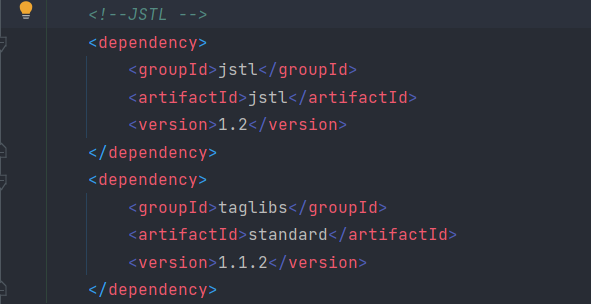 <!--JSTL -->
<dependency>
<groupId>jstl</groupId>
<artifactId>jstl</artifactId>
<version>1.2</version>
</dependency>
<dependency>
<groupId>taglibs</groupId>
<artifactId>standard</artifactId>
<version>1.1.2</version>
</dependency>